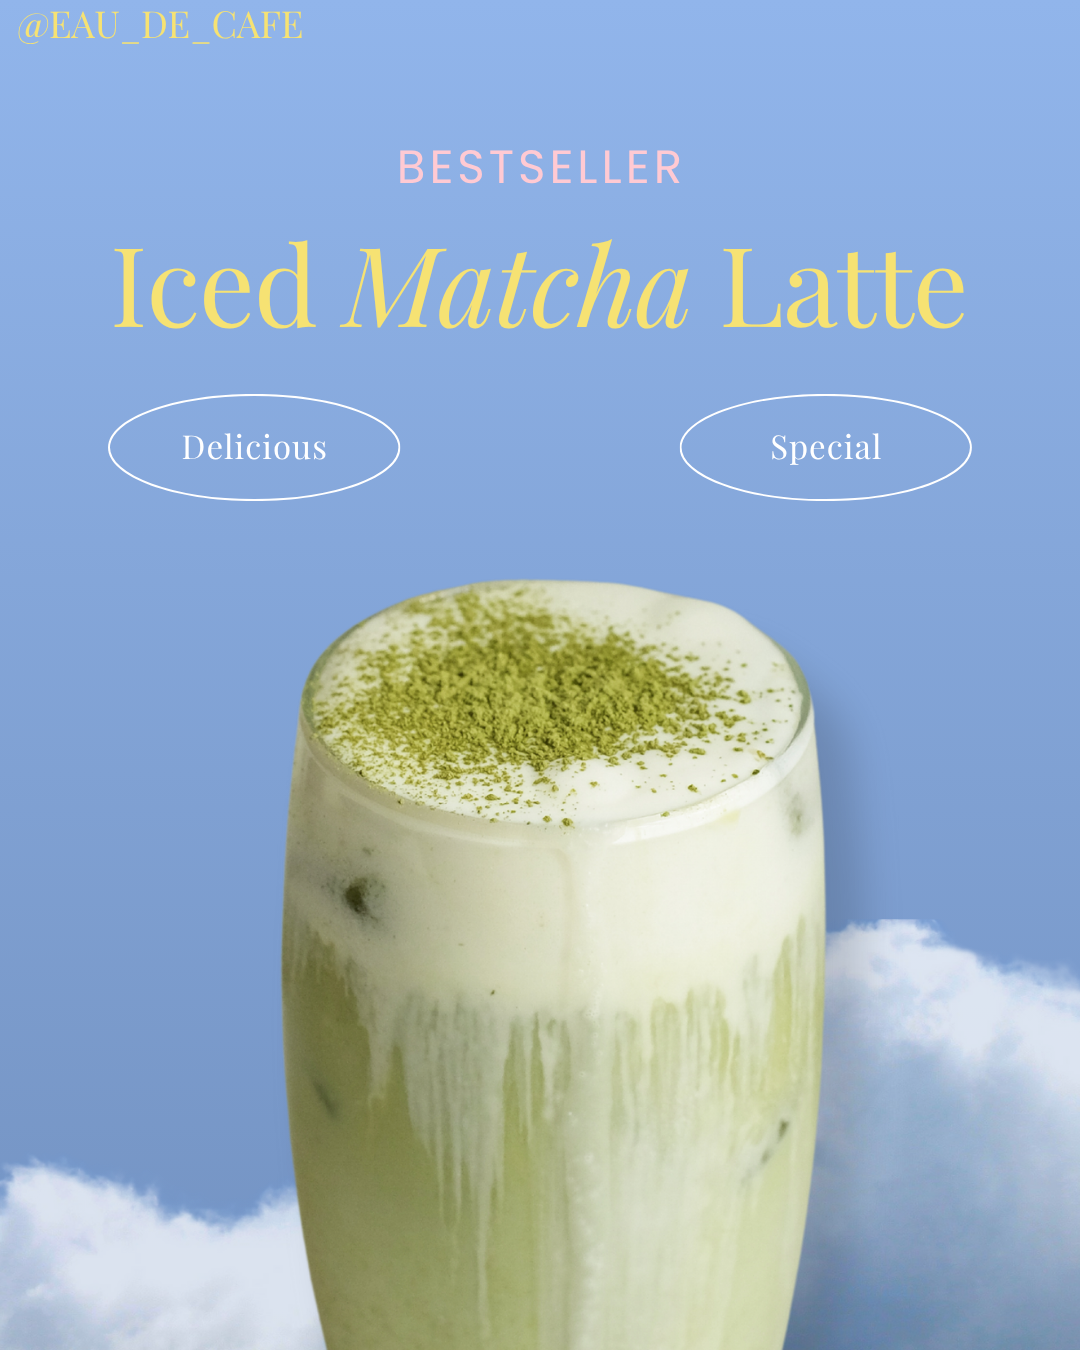 @EAU_DE_CAFE
BESTSELLER
Iced Matcha Latte
Delicious
Special